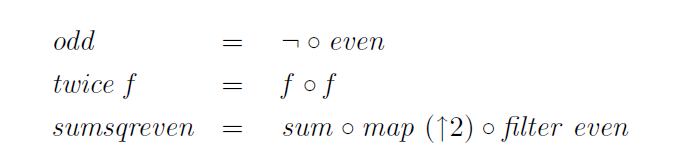 odd = ¬ ∘ even
twice f = f ∘ f
sumsqreven = sum ∘ map (↑2) ∘ filter even